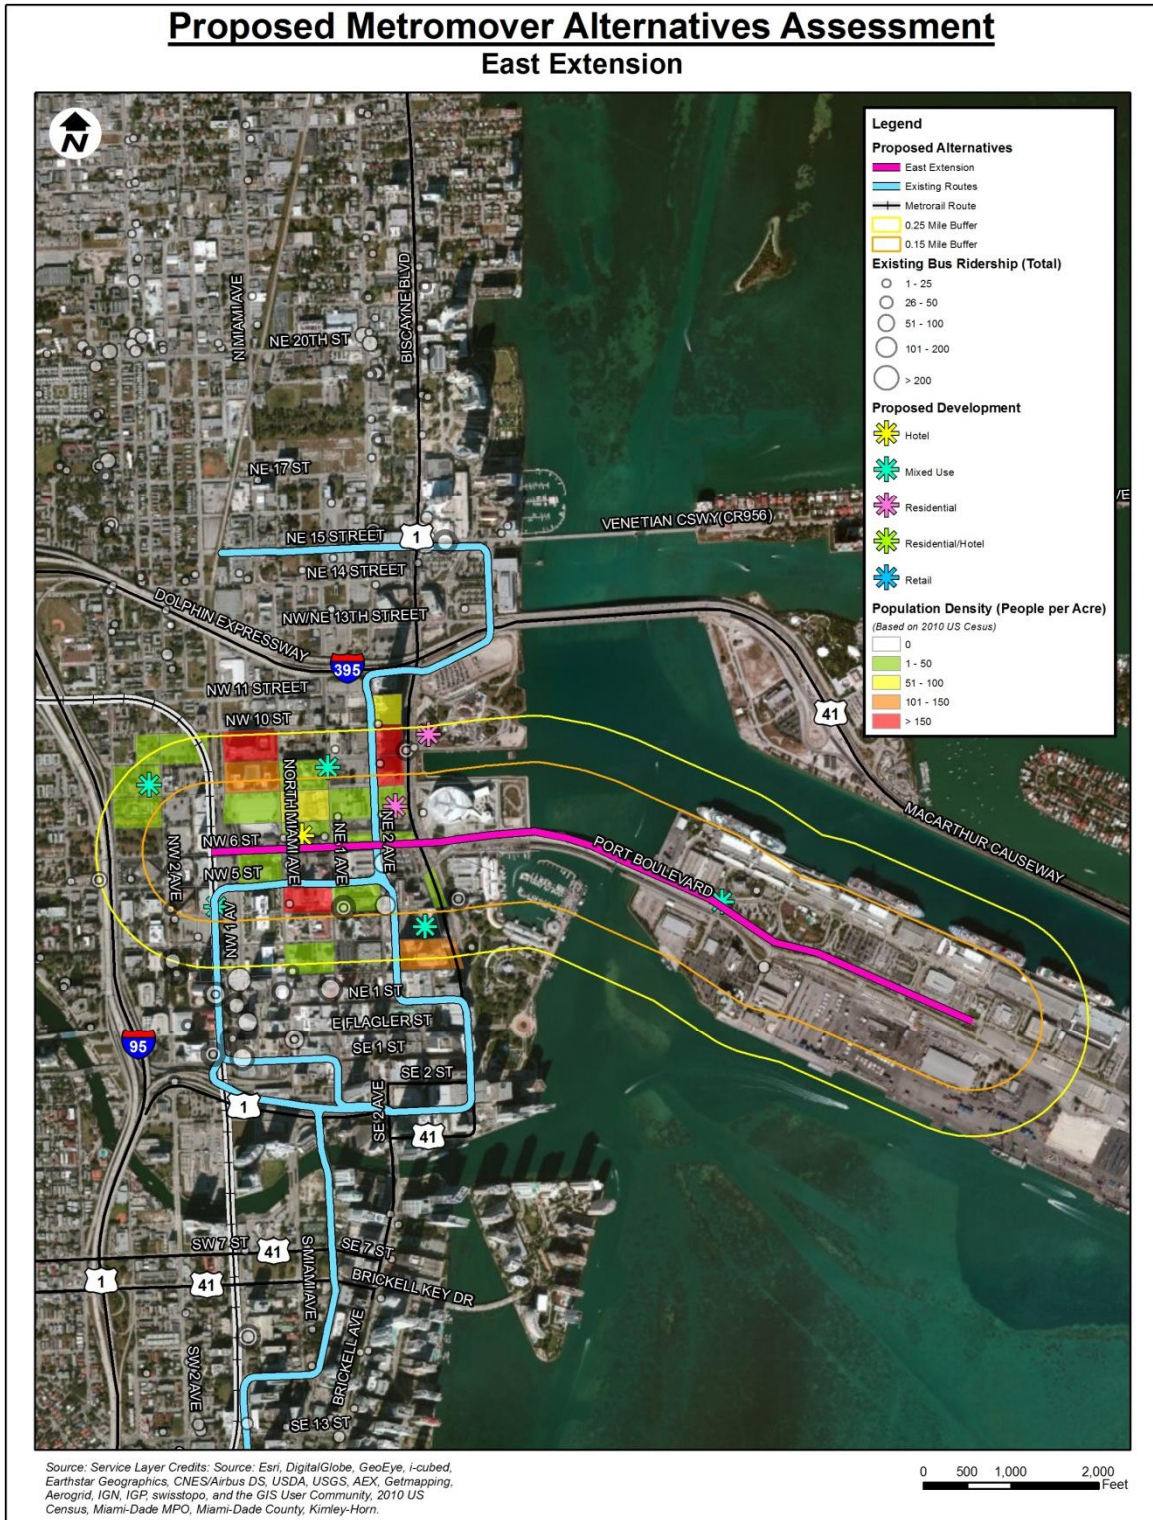 Proposed Metromover Alternatives Assessment
East Extension
N
Legend
Proposed Alternatives
East Extension
Existing Routes
Metrorail Route
0.25 Mile Buffer
0.15 Mile Buffer
Existing Bus Ridership (Total)
1 - 25
26 - 50
51 - 100
101 - 200
> 200
Proposed Development
Hotel
Mixed Use
Residential
Residential/Hotel
Retail
Population Density (People per Acre)
(Based on 2010 US Cesus)
0
1 - 50
51 - 100
101 - 150
> 150
N MIAMI AVE
BISCAYNE BLVD
NE 20TH ST
NE 17 ST
VENETIAN CSWY(CR956)
VE
NE 15 STREET
1
NE 14 STREET
NW/NE 13TH STREET
DOLPHIN EXPRESSWAY
395
NW 11 STREET
41
NW 10 ST
NORTH MIAMI AVE
MACARTHUR CAUSEWAY
NW 6 ST
NE 1 AVE
NE 2 AVE
PORT BOULEVARD
NW 2 AVE
NW 5 ST
NW 1 AV
NE 1 ST
E FLAGLER ST
95
SE 1 ST
SE 2 ST
1
SE 2 AVE
41
SW 7 ST
41
SE 7 ST
1
41
S MIAMI AVE
BRICKELL KEY DR
SW 2 AVE
BRICKELL AVE
SE 13 ST
Source: Service Layer Credits: Source: Esri, DigitalGlobe, GeoEye, i-cubed,
Earthstar Geographics, CNES/Airbus DS, USDA, USGS, AEX, Getmapping,
Aerogrid, IGN, IGP, swisstopo, and the GIS User Community, 2010 US
Census, Miami-Dade MPO, Miami-Dade County, Kimley-Horn.
0 500 1,000 2,000
Feet